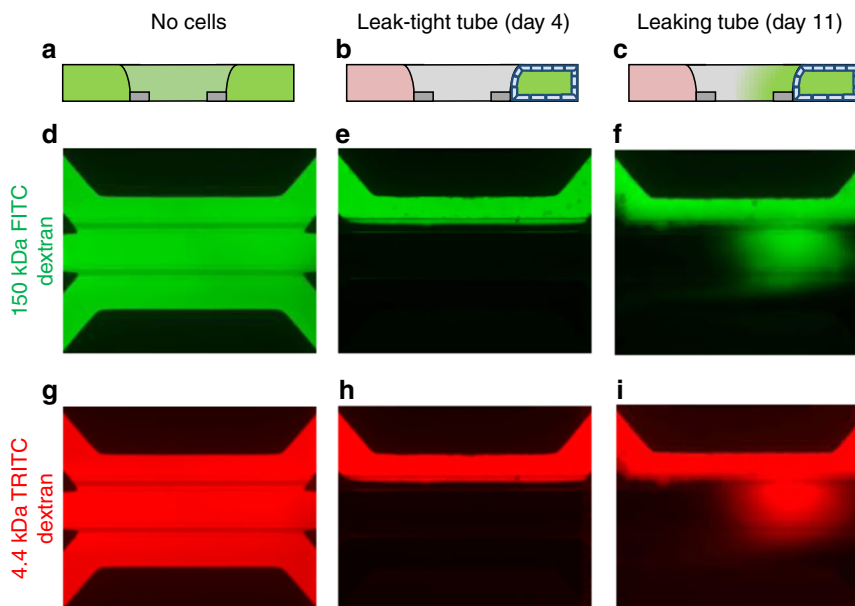 No cells
Leak-tight tube (day 4)
Leaking tube (day 11)
a
b
c
d
e
f
150 kDa FITC
dextran
g
h
i
4.4 kDa TRITC
dextran